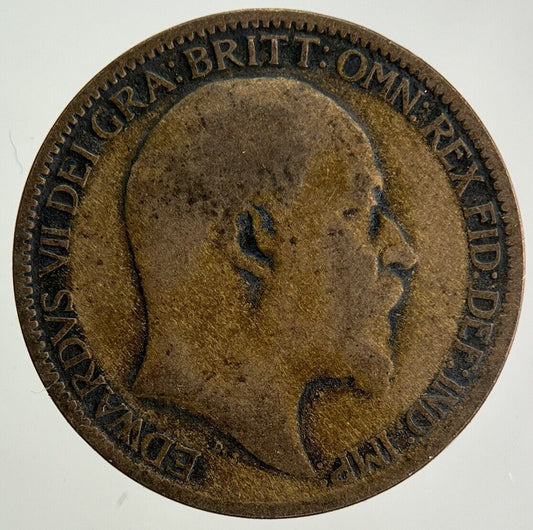 EDWARDVS VII DEI GRA: BRITT: OMN: REX FID: DEF: IND: IMP: